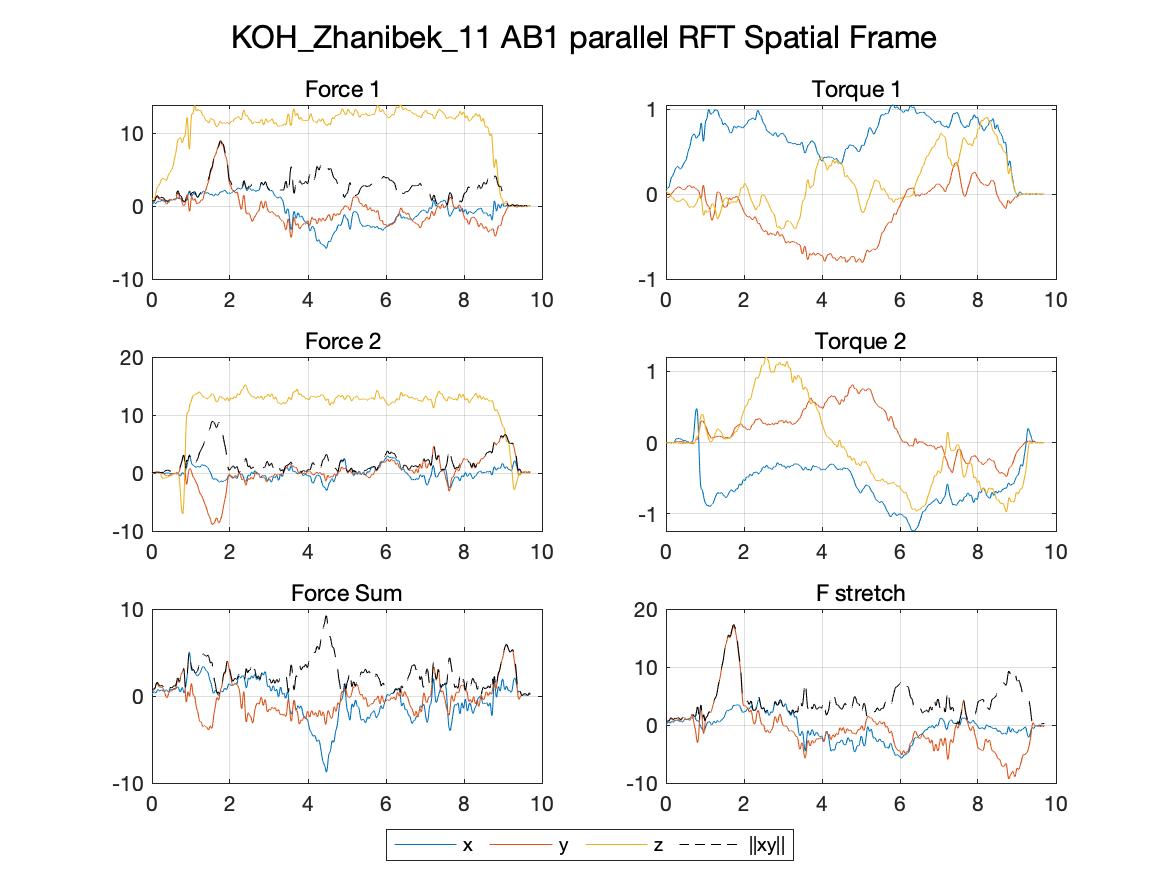 KOH_Zhanibek_11 AB1 parallel RFT Spatial Frame
Force 1
10
0
-10
0 2 4 6 8 10
Torque 1
1
0
-1
0 2 4 6 8 10
Force 2
20
10
0
-10
0 2 4 6 8 10
Torque 2
1
0
-1
0 2 4 6 8 10
Force Sum
10
0
-10
0 2 4 6 8 10
F stretch
20
10
0
-10
0 2 4 6 8 10
x y z ||xy||